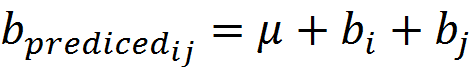 b_{prediced_{ij}} = μ + b_i + b_j